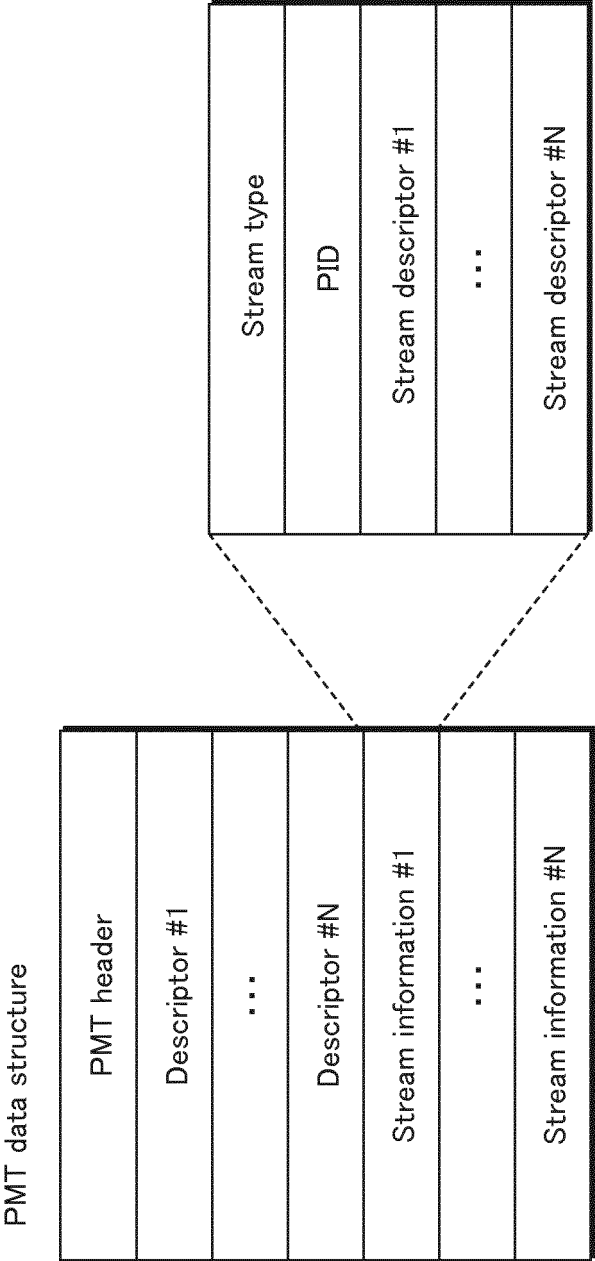 PMT data structure
PMT header
Descriptor #1
...
Descriptor #N
Stream information #1
...
Stream information #N
Stream type
PID
Stream descriptor #1
...
Stream descriptor #N